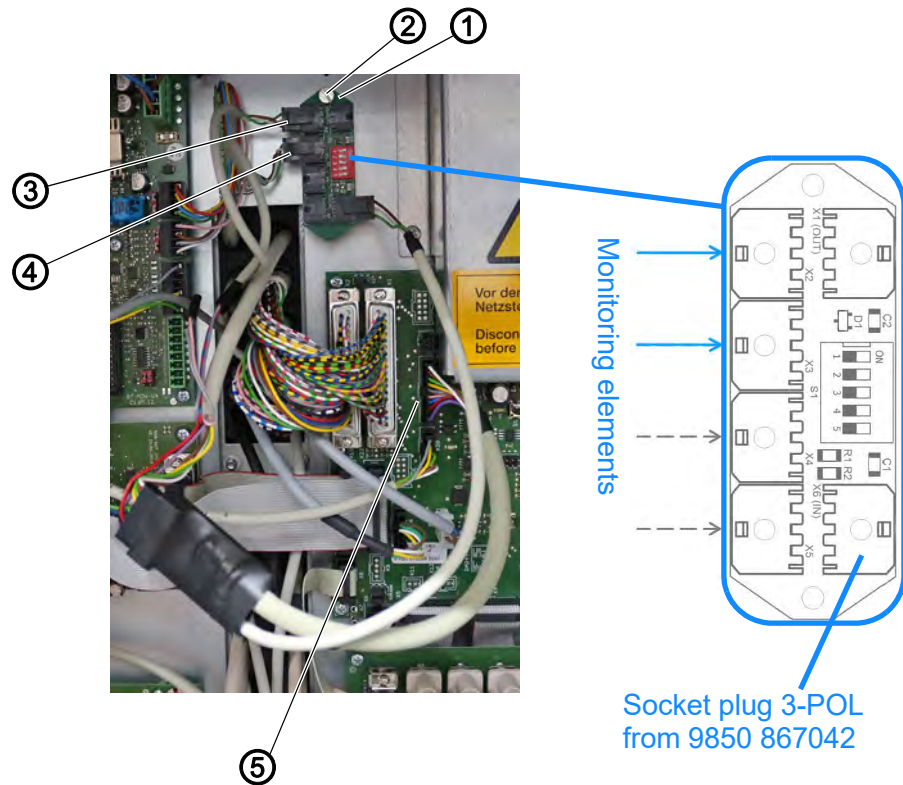 ②
①
③
④
⑤
Vor der
Netzste
Discon
before
Monitoring elements
X1 (OUT)
X2
X3
S1
X4
X6 (IN)
X5
D1
C2
ON
1
2
3
4
5
R1
R2
C1
Socket plug 3-POL
from 9850 867042